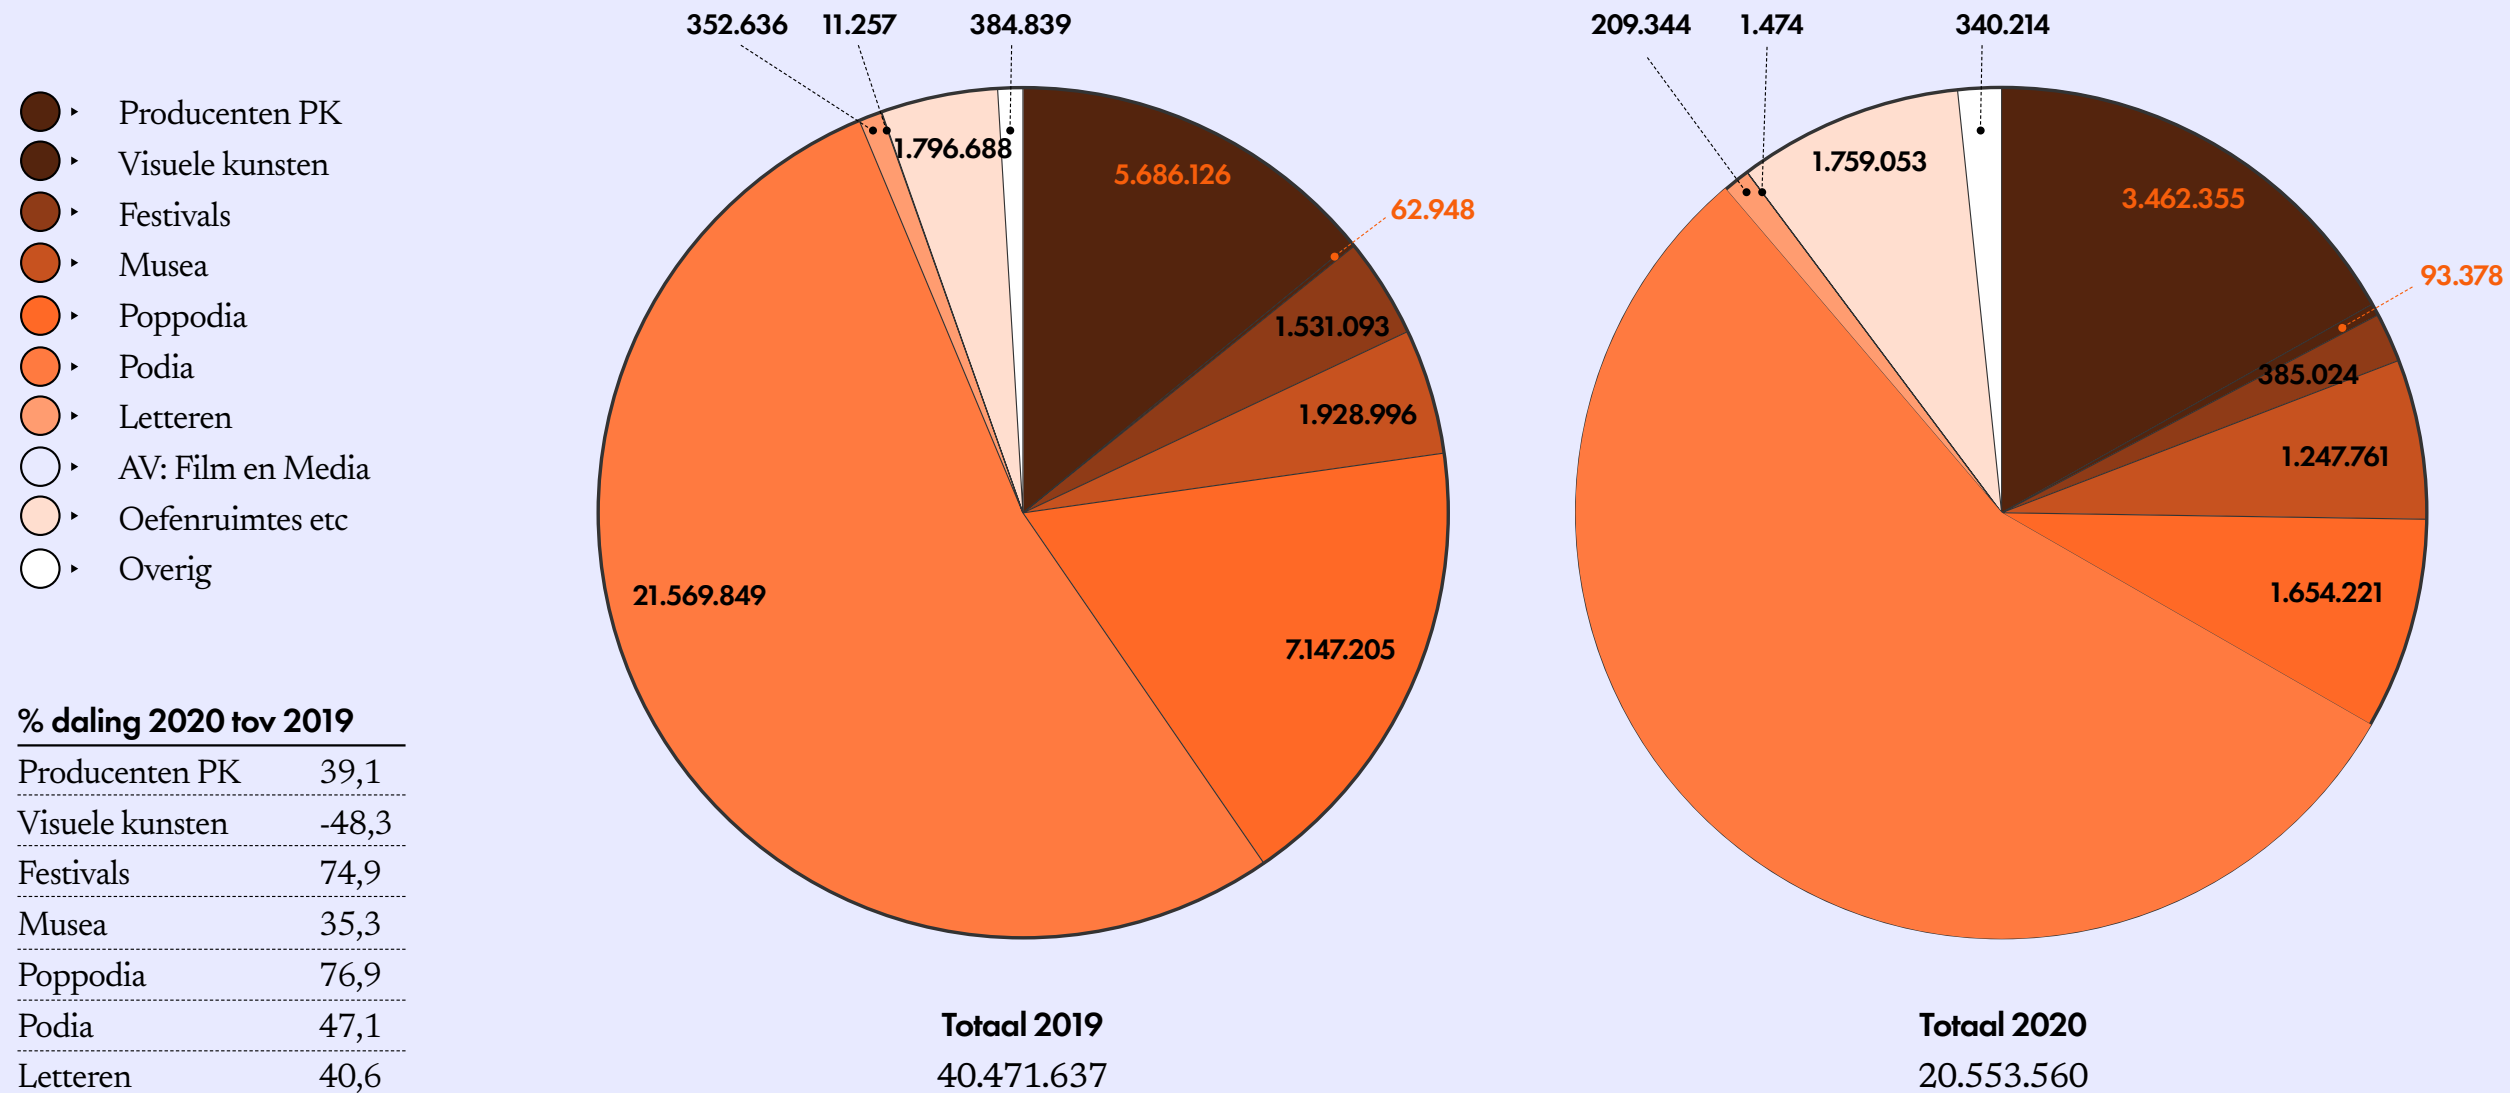 352.636
11.257
384.839
209.344
1.474
340.214
Producenten PK
Visuele kunsten
Festivals
Musea
Poppodia
Podia
Letteren
AV: Film en Media
Oefenruimtes etc
Overig
1.796.688
5.686.126
62.948
1.531.093
1.928.996
7.147.205
21.569.849
1.759.053
3.462.355
93.378
385.024
1.247.761
1.654.221
% daling 2020 tov 2019
Producenten PK 39,1
Visuele kunsten -48,3
Festivals 74,9
Musea 35,3
Poppodia 76,9
Podia 47,1
Letteren 40,6
Totaal 2019
40.471.637
Totaal 2020
20.553.560